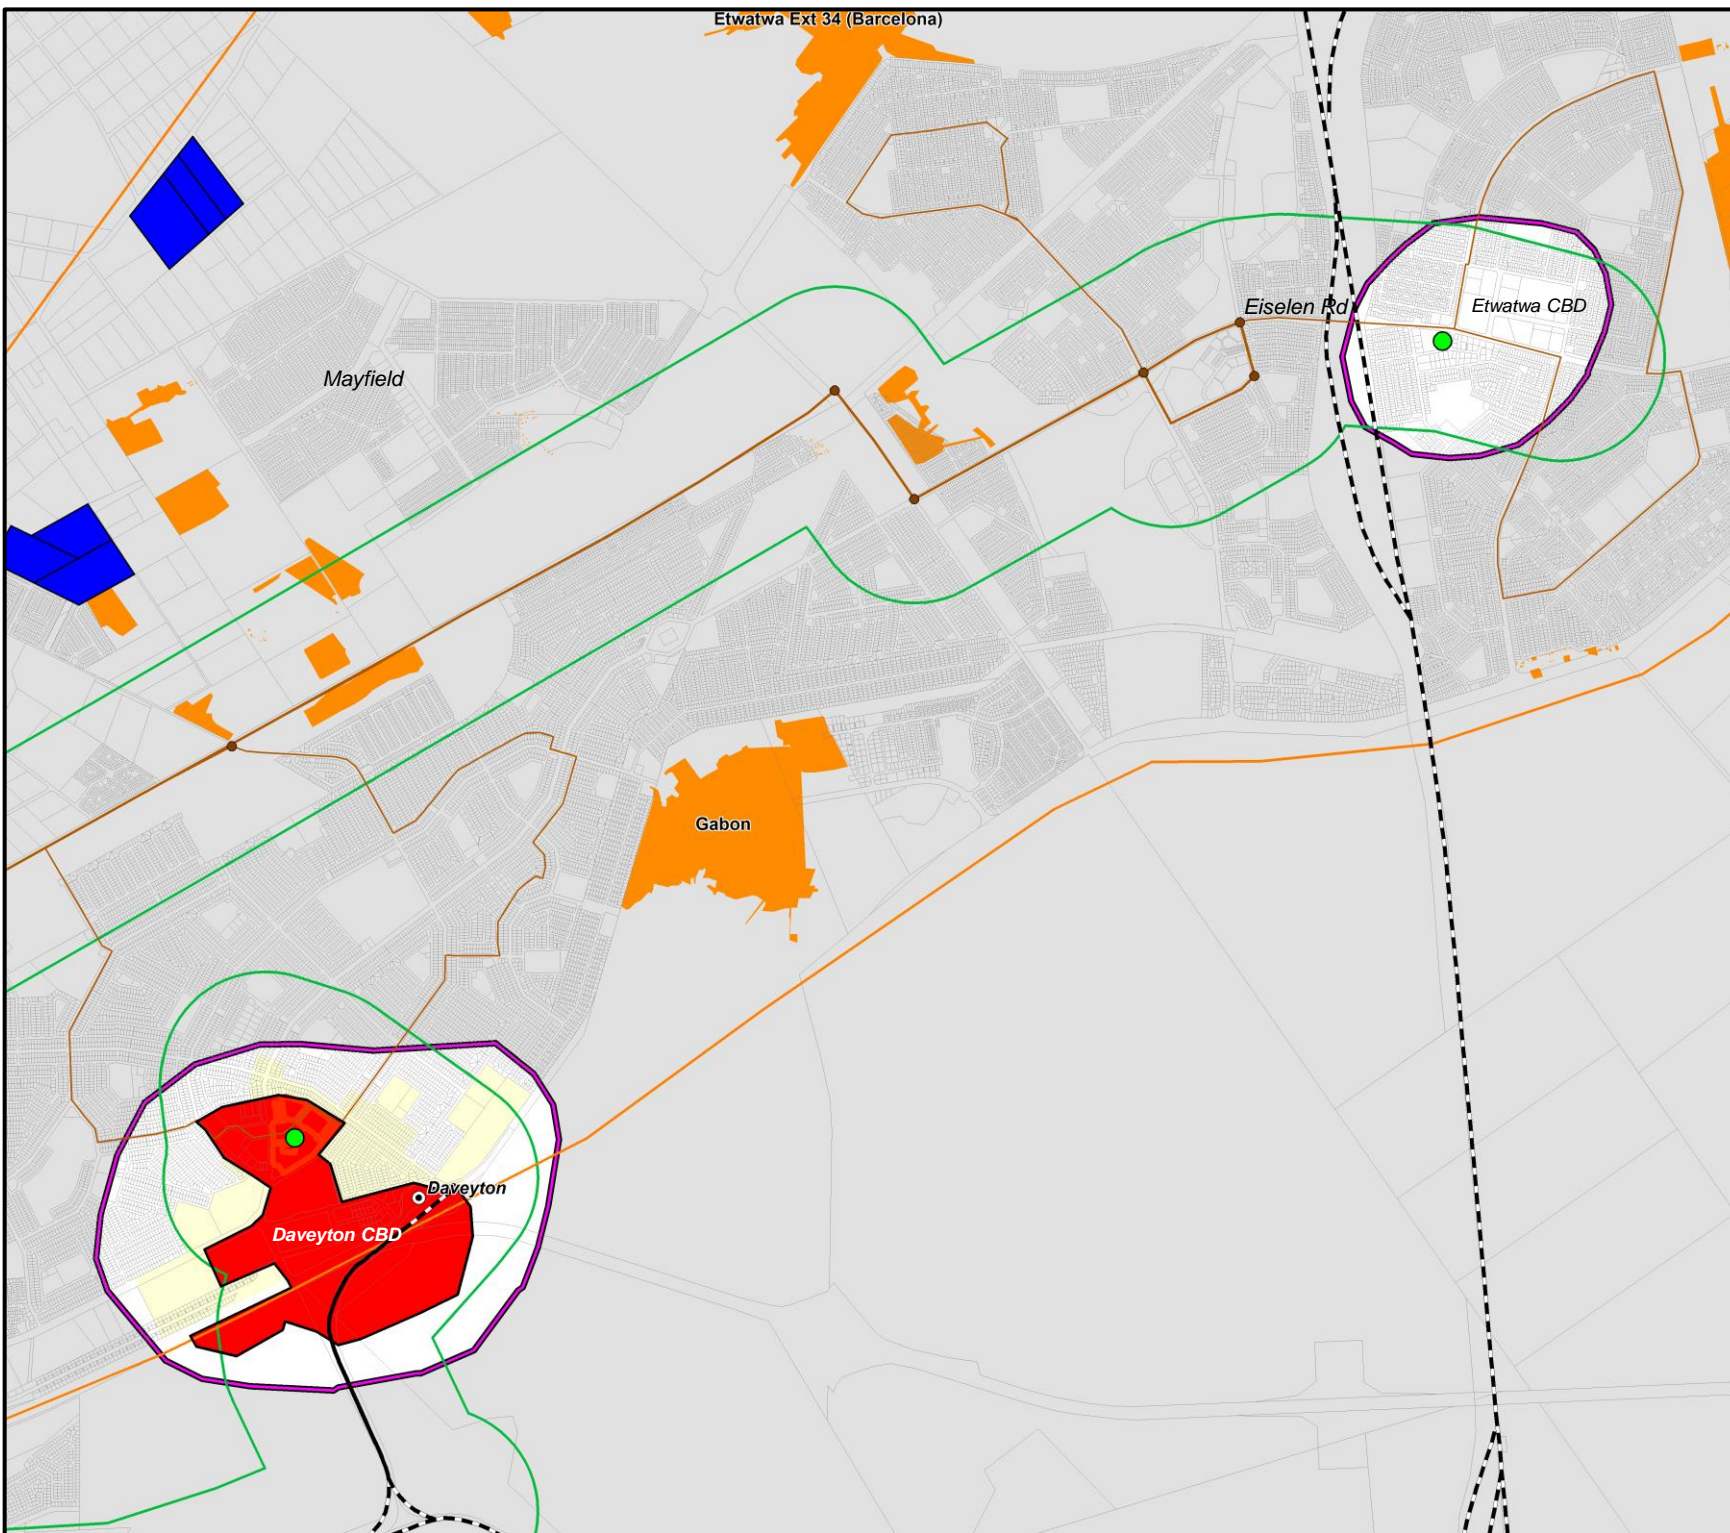 Etwatwa Ext 34 (Barcelona)
Eiselen Rd
Etwatwa CBD
Mayfield
Gabon
Daveyton
Daveyton CBD